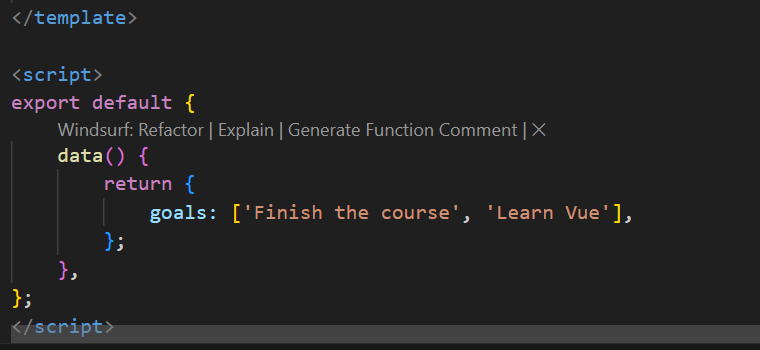 </template>
<script>
export default {
Windsurf: Refactor | Explain | Generate Function Comment | ×
data() {
return {
goals: ['Finish the course', 'Learn Vue'],
};
},
};
</script>